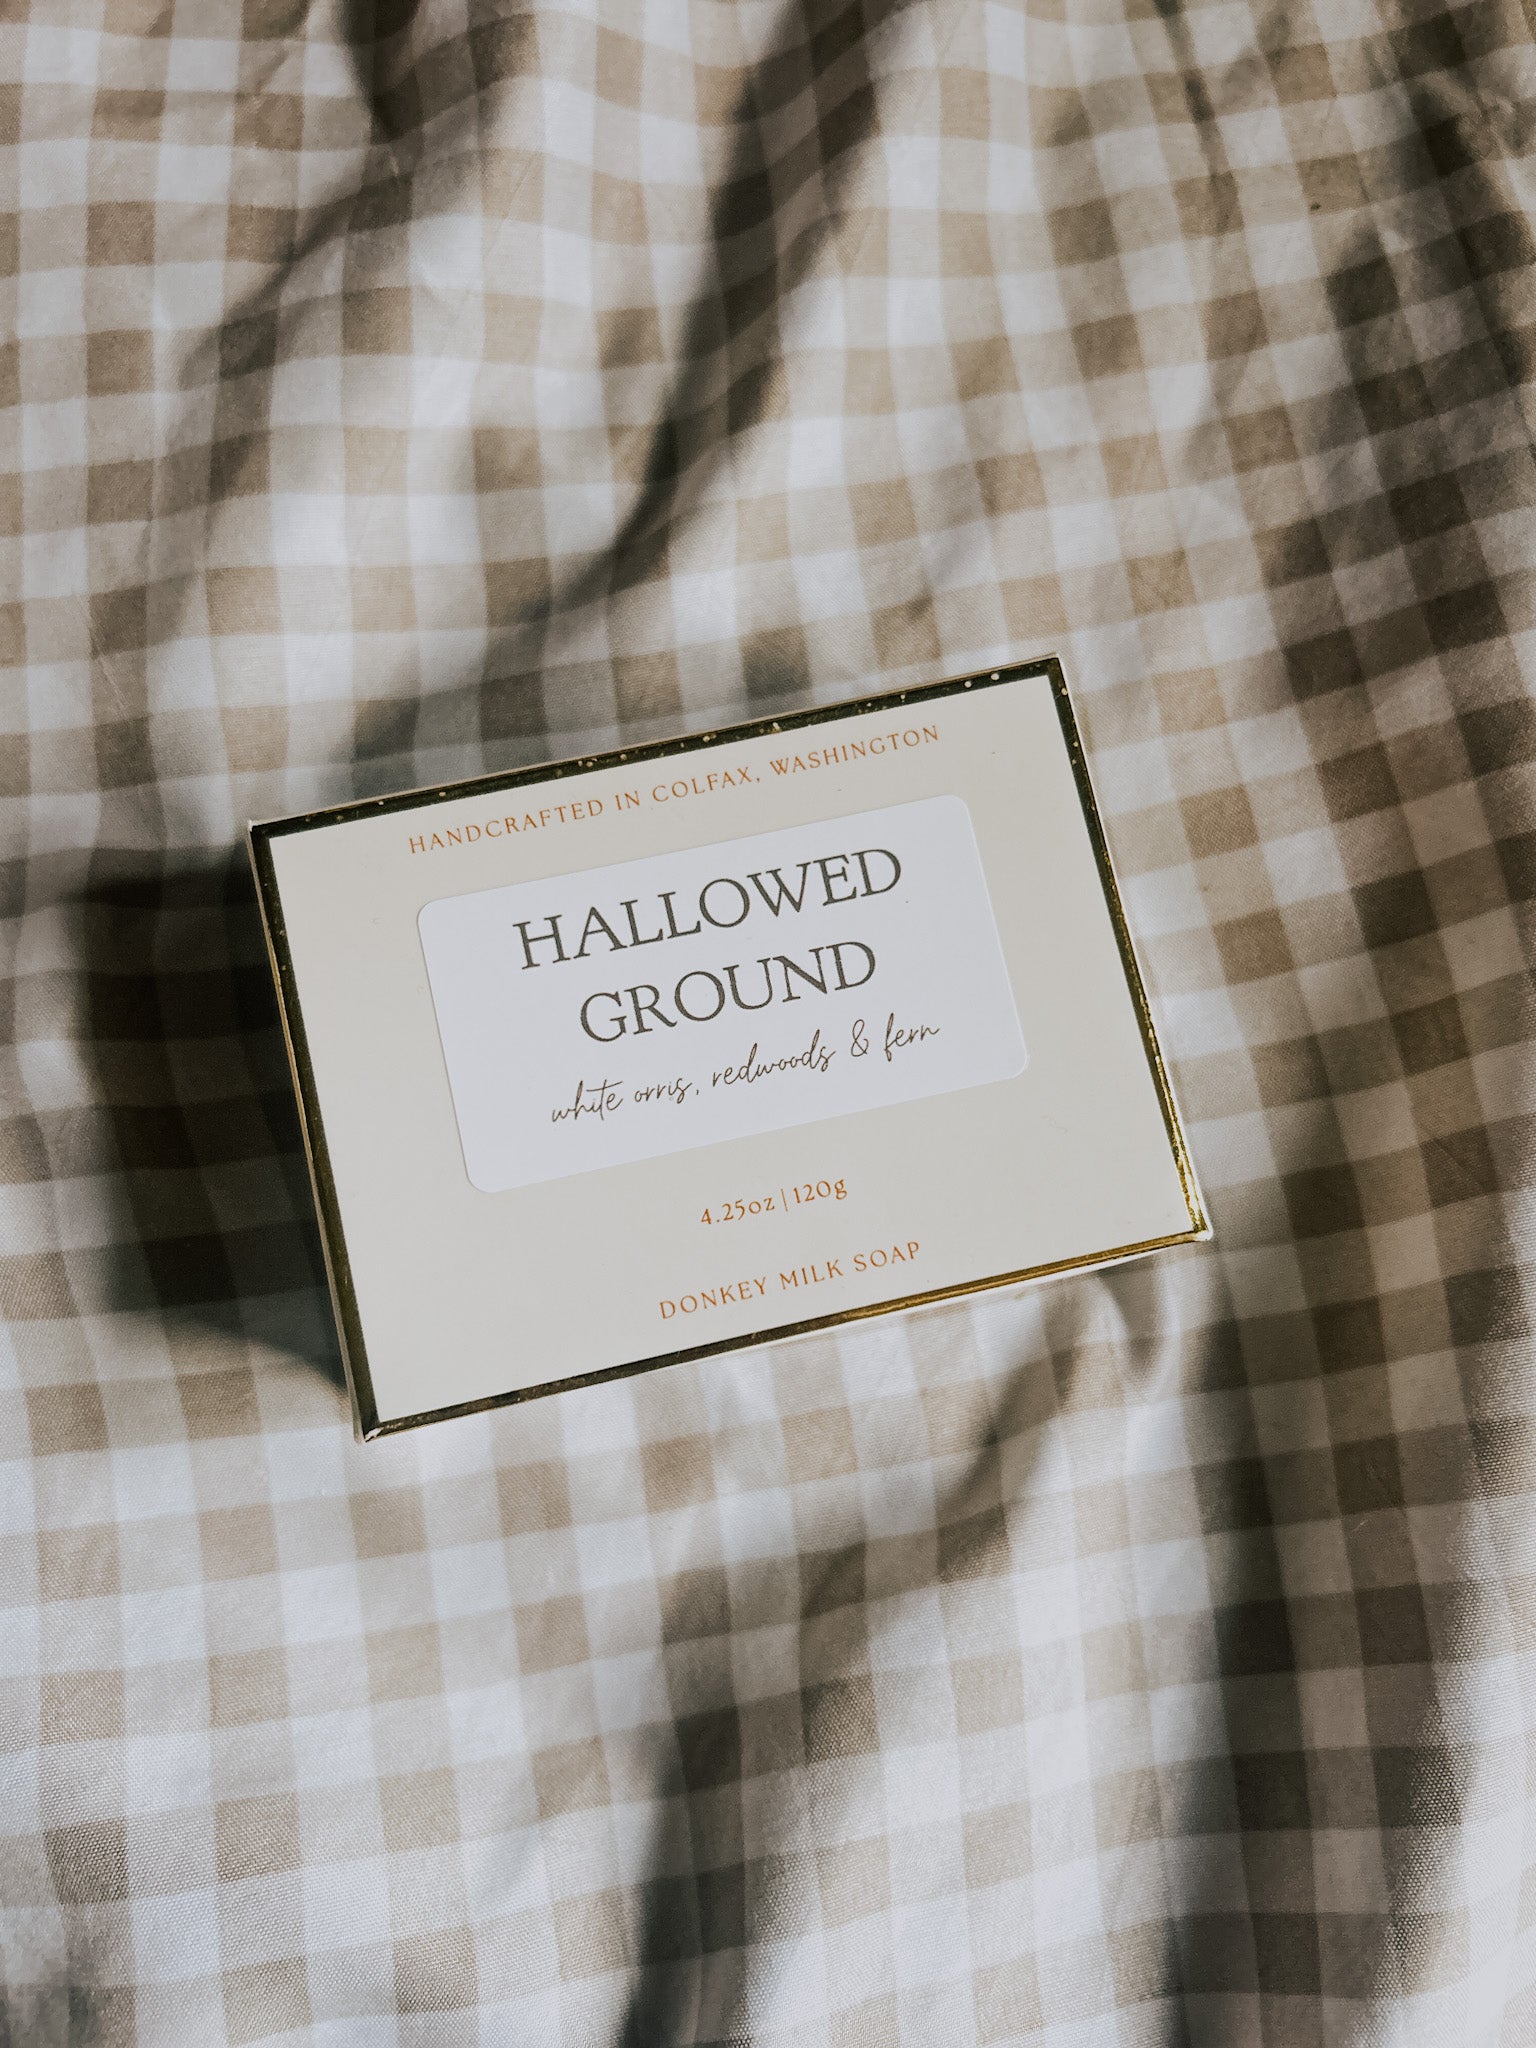 HANDCRAFTED IN COLFAX, WASHINGTON
HALLOWED
GROUND
white orris, redwoods & fern
4.25oz | 120g
DONKEY MILK SOAP